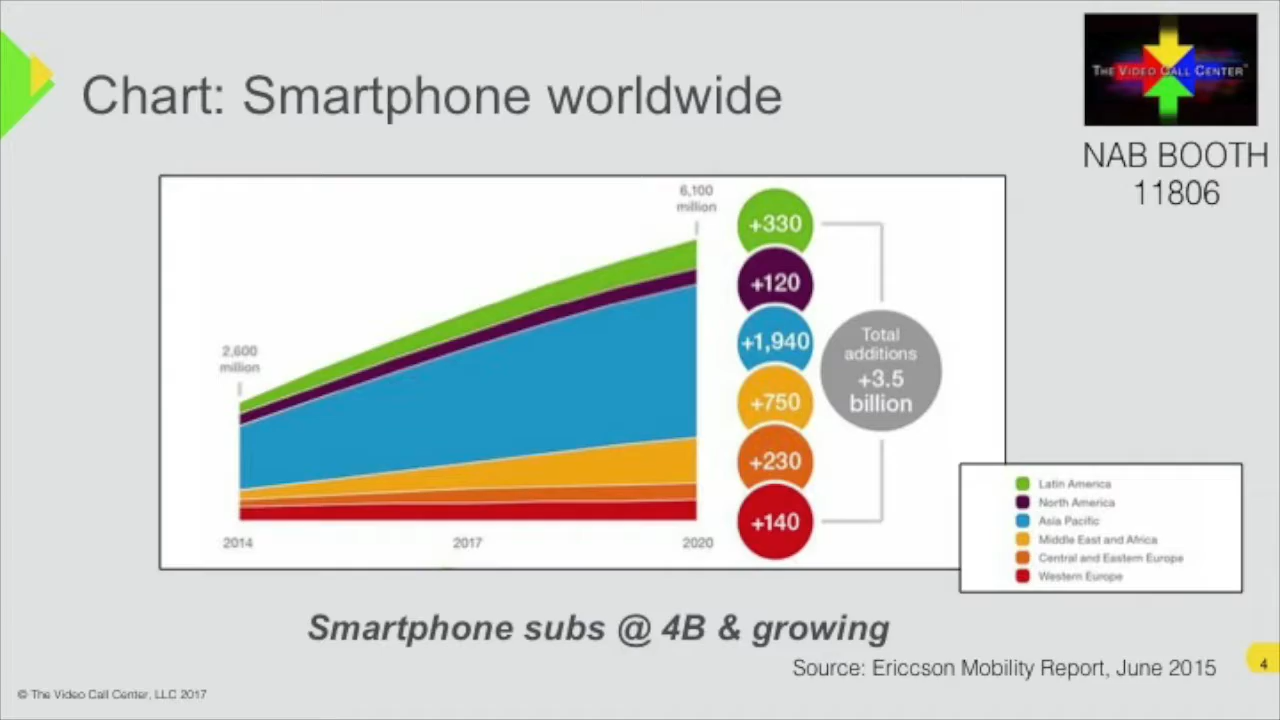 Chart: Smartphone worldwide
THE VIDEO CALL CENTER™
NAB BOOTH
11806
6,100
million
2,600
million
2014
2017
2020
+330
+120
+1,940
+750
+230
+140
Total
additions
+3.5
billion
Latin America
North America
Asia Pacific
Middle East and Africa
Central and Eastern Europe
Western Europe
Smartphone subs @ 4B & growing
Source: Ericcson Mobility Report, June 2015
4
© The Video Call Center, LLC 2017